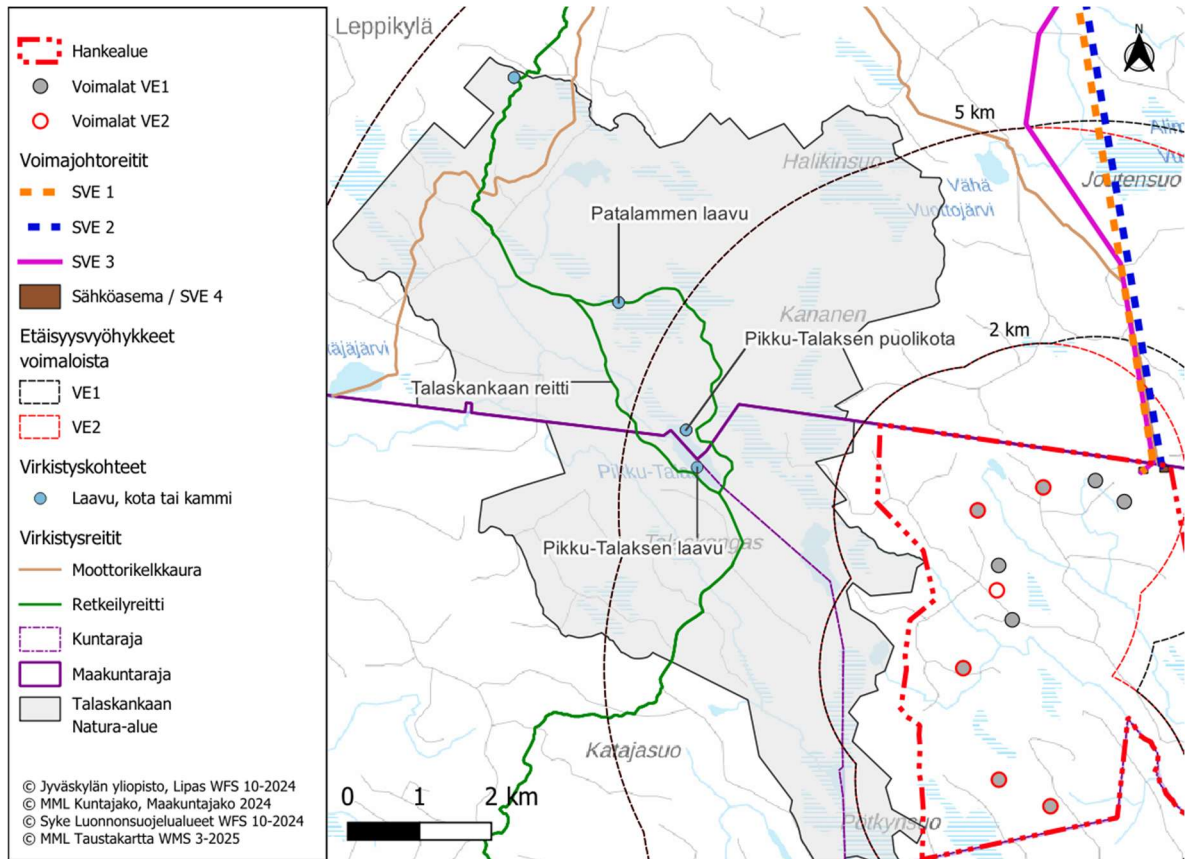 Hankealue
Voimalat VE1
Voimalat VE2
Voimajohtoreitit
SVE 1
SVE 2
SVE 3
Sähköasema / SVE 4
Etäisyysvyöhykkeet
voimaloista
VE1
VE2
Virkistyskohteet
Laavu, kota tai kammi
Virkistysreitit
Moottorikelkkaura
Retkeilyreitti
Kuntaraja
Maakuntaraja
Talaskankaan
Natura-alue
© Jyväskylän yliopisto, Lipas WFS 10-2024
© MML Kuntajako, Maakuntajako 2024
© Syke Luonnonsuojelualueet WFS 10-2024
© MML Taustakartta WMS 3-2025
Leppikylä
N
5 km
Halikinsuo
Vähä
Vuottojärvi
Joutensuo
Patalammen laavu
Kananen
2 km
Pikku-Talaksen puolikota
Talaskankaan reitti
Pikku-Talas
Talaskangas
Pikku-Talaksen laavu
Katajasuo
Pötkynsuo
0 1 2 km